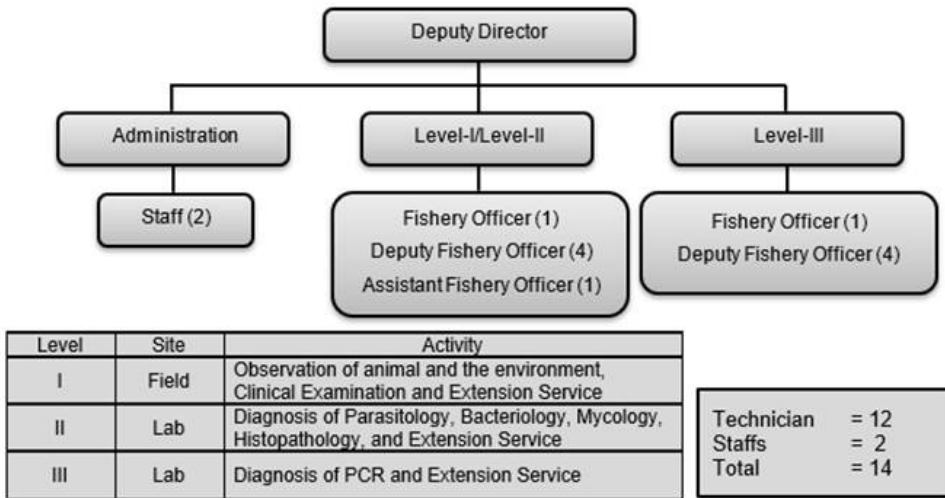 Deputy Director
Administration
Level-I/Level-II
Level-III
Staff (2)
Fishery Officer (1)
Deputy Fishery Officer (4)
Assistant Fishery Officer (1)
Fishery Officer (1)
Deputy Fishery Officer (4)
Level Site Activity
I Field Observation of animal and the environment,
Clinical Examination and Extension Service
II Lab Diagnosis of Parasitology, Bacteriology, Mycology,
Histopathology, and Extension Service
III Lab Diagnosis of PCR and Extension Service
Technician = 12
Staffs = 2
Total = 14